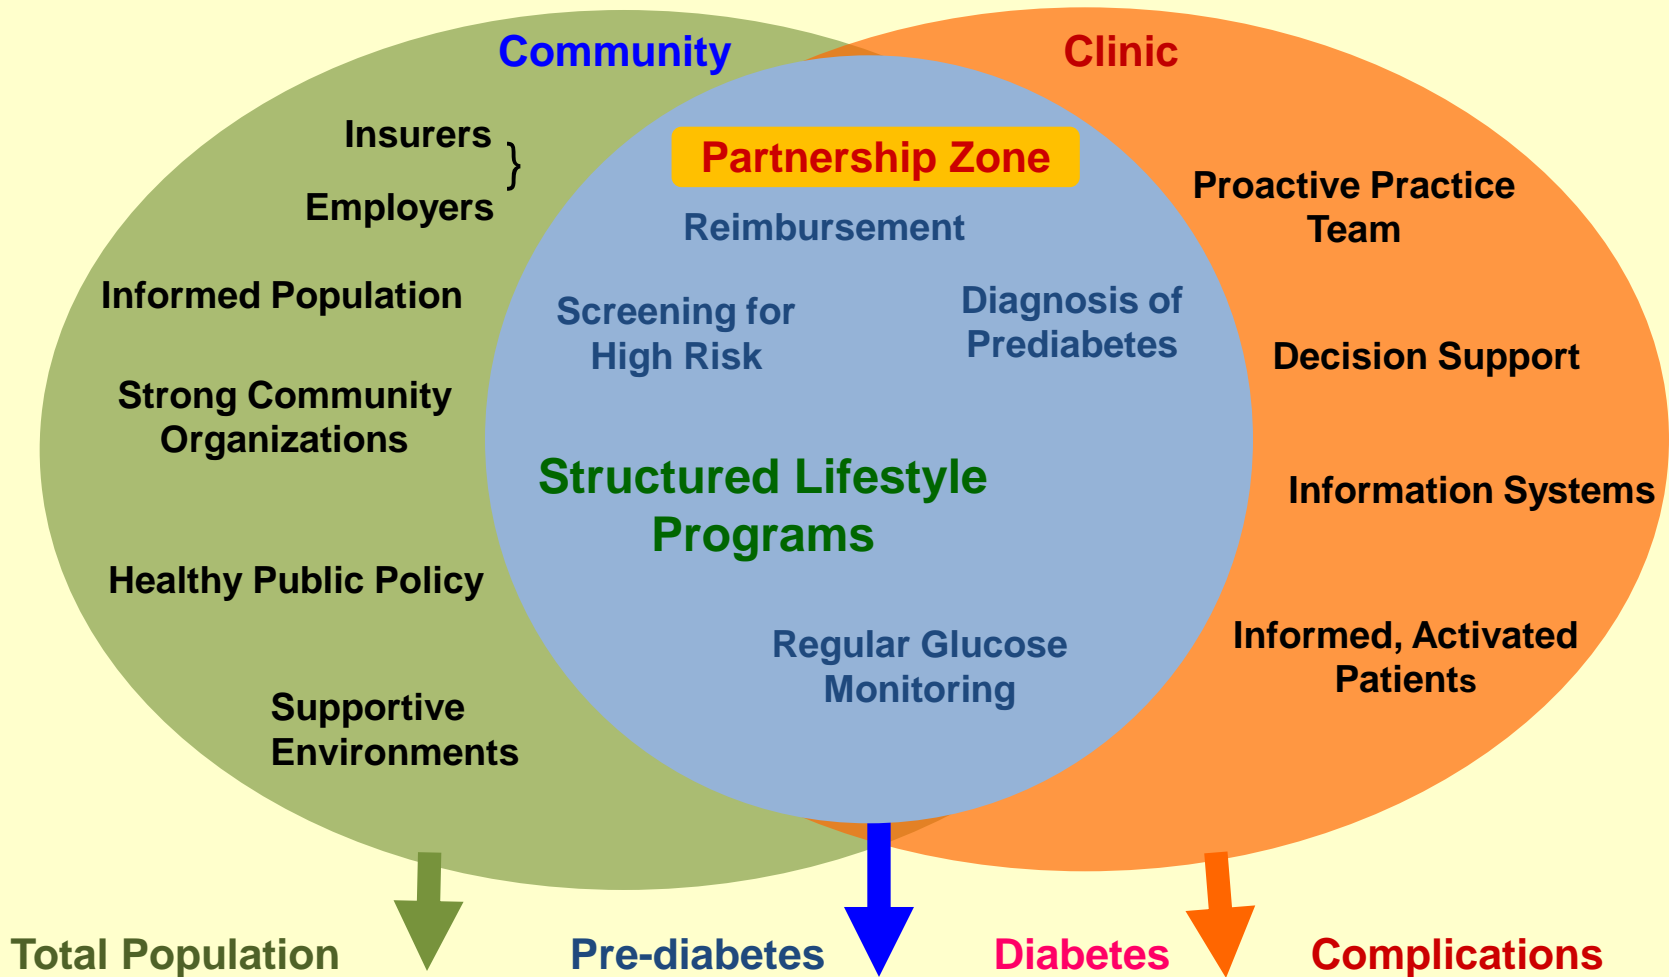 Community
Clinic
Insurers
}
Employers
Informed Population
Strong Community
Organizations
Healthy Public Policy
Supportive
Environments
Partnership Zone
Reimbursement
Screening for
High Risk
Diagnosis of
Prediabetes
Structured Lifestyle
Programs
Regular Glucose
Monitoring
Proactive Practice
Team
Decision Support
Information Systems
Informed, Activated
Patients
Total Population
Pre-diabetes
Diabetes
Complications